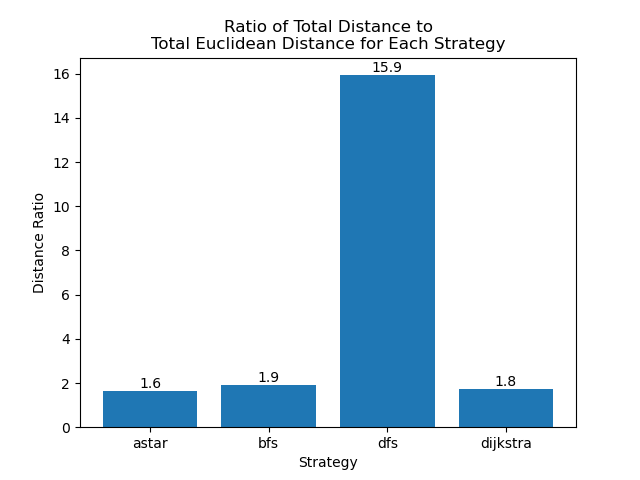 Ratio of Total Distance to
Total Euclidean Distance for Each Strategy
Distance Ratio
16
14
12
10
8
6
4
2
0
1.6
1.9
15.9
1.8
astar
bfs
dfs
dijkstra
Strategy